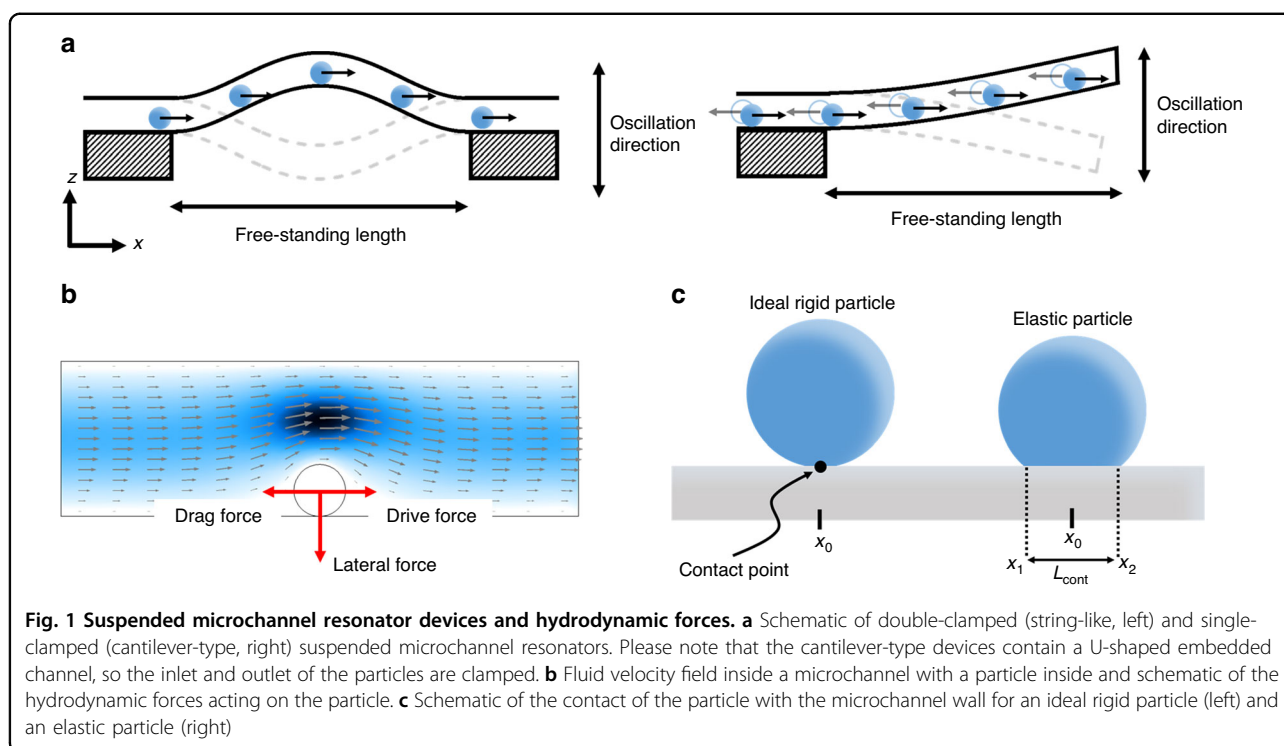 a
Oscillation
direction
z
x
Free-standing length
Oscillation
direction
Free-standing length
b
Drag force
Drive force
Lateral force
c
Ideal rigid particle
Elastic particle
x0
Contact point
x0
x1
Lcont
x2
Fig. 1 Suspended microchannel resonator devices and hydrodynamic forces. a Schematic of double-clamped (string-like, left) and single-
clamped (cantilever-type, right) suspended microchannel resonators. Please note that the cantilever-type devices contain a U-shaped embedded
channel, so the inlet and outlet of the particles are clamped. b Fluid velocity field inside a microchannel with a particle inside and schematic of the
hydrodynamic forces acting on the particle. c Schematic of the contact of the particle with the microchannel wall for an ideal rigid particle (left) and
an elastic particle (right)